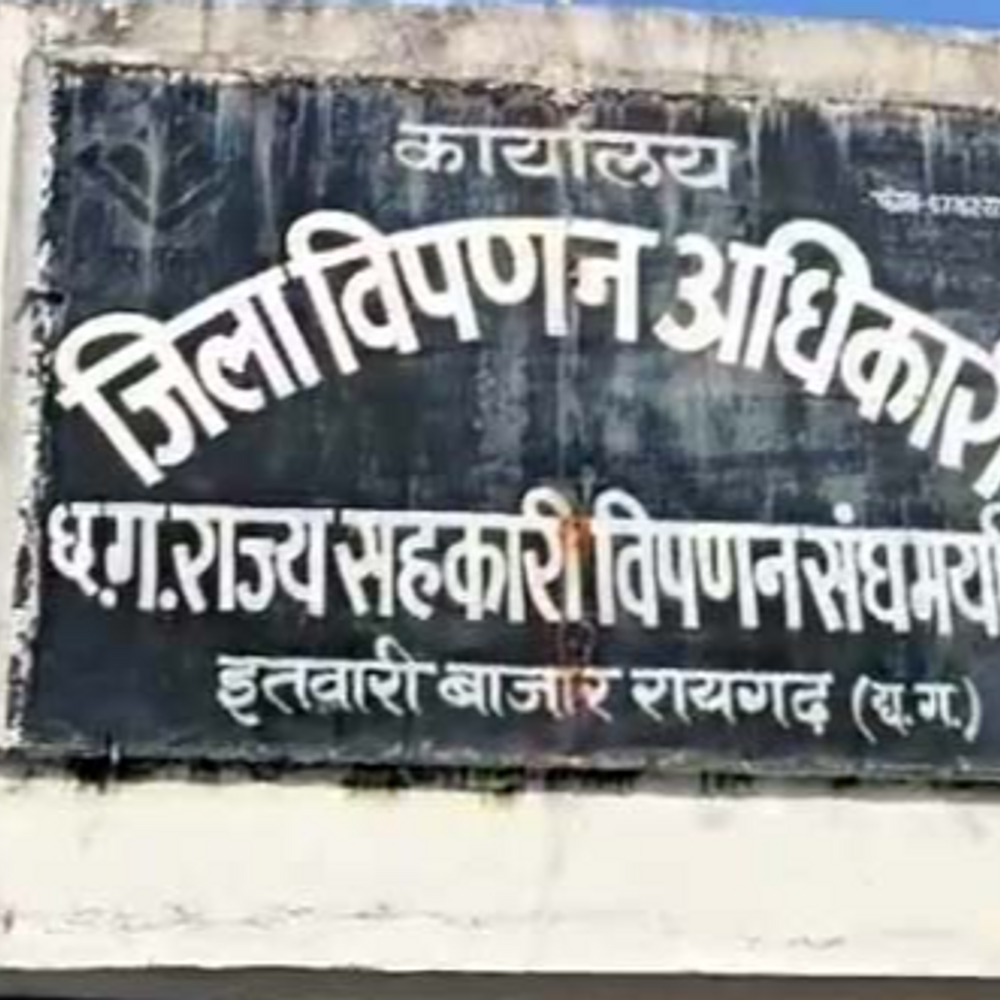 कार्यालय
जिला विपणन अधिकारी
छ.ग. राज्य सहकारी विपणन संघ मर्या
इतवारी बाजार रायगढ़ (छ.ग.)